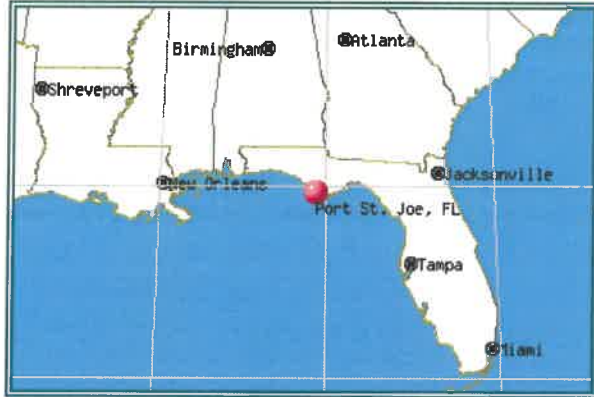 Atlanta
Birmingham
Shreveport
Jacksonville
New Orleans
Port St. Joe, FL
Tampa
Miami